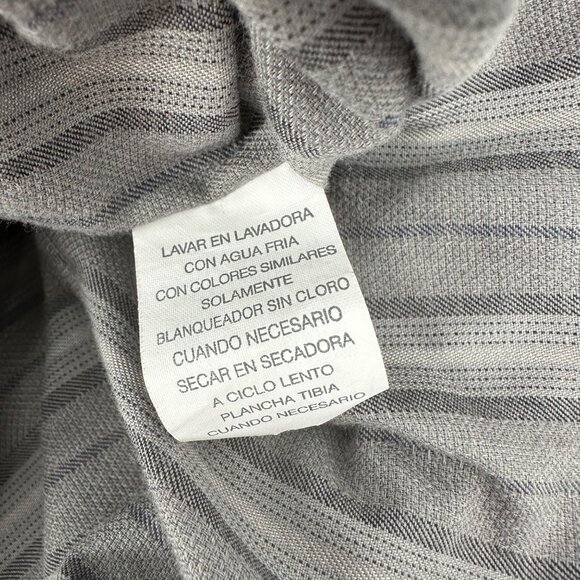 LAVAR EN LAVADORA
CON AGUA FRIA
CON COLORES SIMILARES
SOLAMENTE
BLANQUEADOR SIN CLORO
CUANDO NECESARIO
SECAR EN SECADORA
A CICLO LENTO
PLANCHA TIBIA
CUANDO NECESARIO